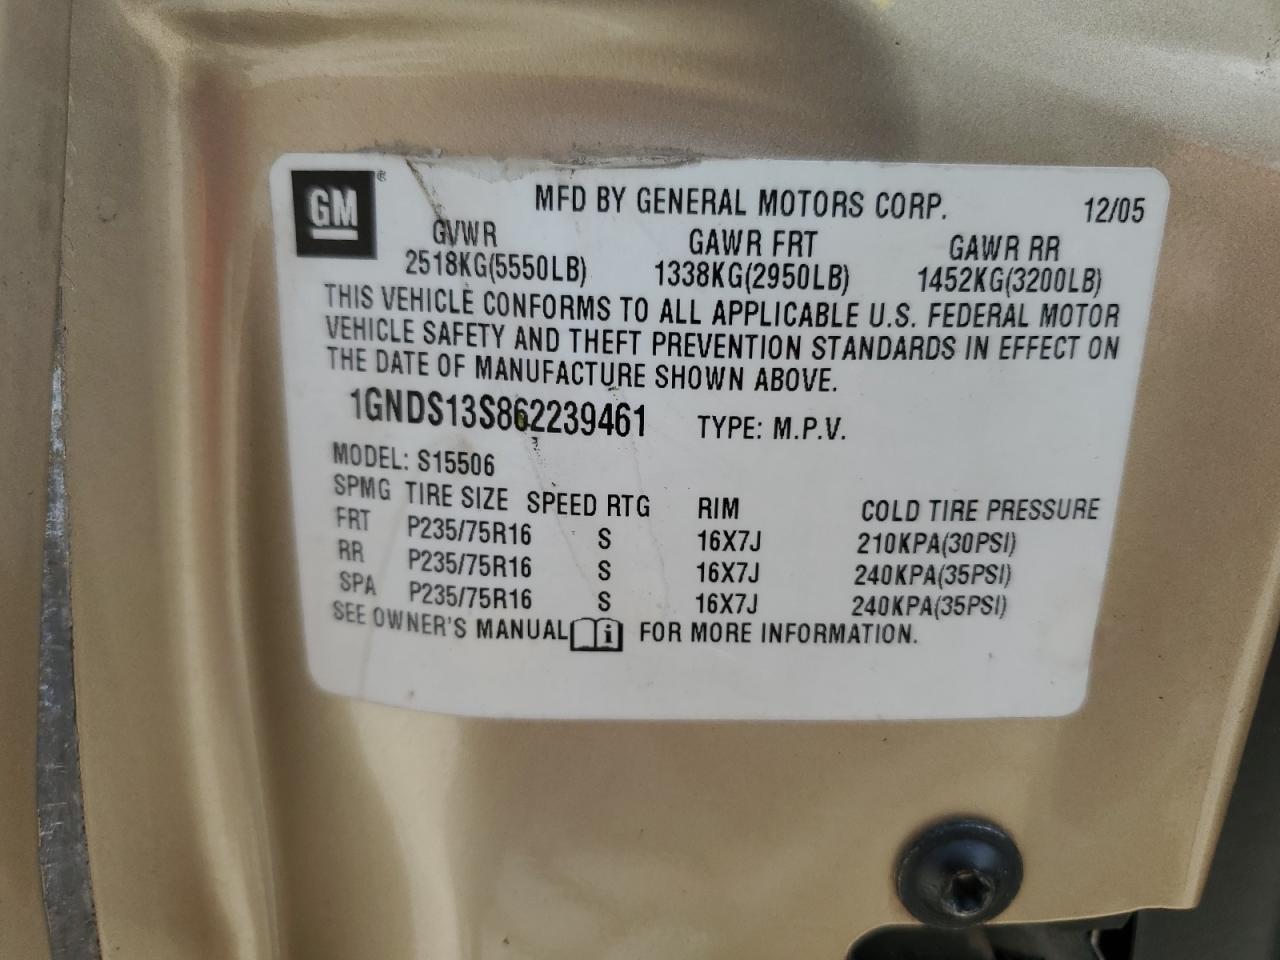 GM ® MFD BY GENERAL MOTORS CORP. 12/05
GVWR GAWR FRT GAWR RR
2518KG(5550LB) 1338KG(2950LB) 1452KG(3200LB)
THIS VEHICLE CONFORMS TO ALL APPLICABLE U.S. FEDERAL MOTOR
VEHICLE SAFETY AND THEFT PREVENTION STANDARDS IN EFFECT ON
THE DATE OF MANUFACTURE SHOWN ABOVE.
1GNDS13S862239461 TYPE: M.P.V.
MODEL: S15506
SPMG TIRE SIZE SPEED RTG RIM COLD TIRE PRESSURE
FRT P235/75R16 S 16X7J 210KPA(30PSI)
RR P235/75R16 S 16X7J 240KPA(35PSI)
SPA P235/75R16 S 16X7J 240KPA(35PSI)
SEE OWNER'S MANUAL i FOR MORE INFORMATION.